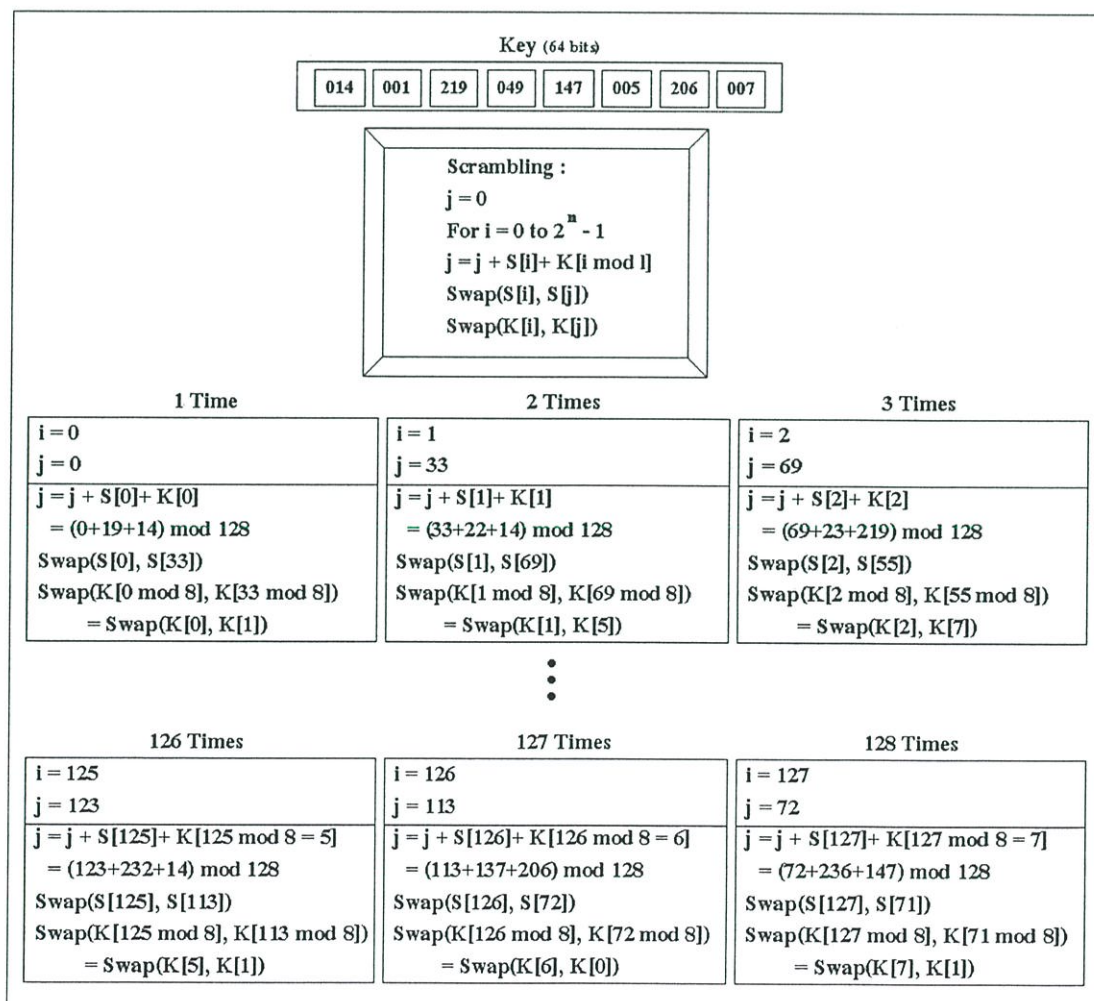 Key (64 bits)
014 001 219 049 147 005 206 007
Scrambling :
j = 0
For i = 0 to 2^n - 1
j = j + S[i]+ K[i mod l]
Swap(S[i], S[j])
Swap(K[i], K[j])
1 Time
i = 0
j = 0
j = j + S[0]+ K[0]
= (0+19+14) mod 128
Swap(S[0], S[33])
Swap(K[0 mod 8], K[33 mod 8])
= Swap(K[0], K[1])
2 Times
i = 1
j = 33
j = j + S[1]+ K[1]
= (33+22+14) mod 128
Swap(S[1], S[69])
Swap(K[1 mod 8], K[69 mod 8])
= Swap(K[1], K[5])
3 Times
i = 2
j = 69
j = j + S[2]+ K[2]
= (69+23+219) mod 128
Swap(S[2], S[55])
Swap(K[2 mod 8], K[55 mod 8])
= Swap(K[2], K[7])
126 Times
i = 125
j = 123
j = j + S[125]+ K[125 mod 8 = 5]
= (123+232+14) mod 128
Swap(S[125], S[113])
Swap(K[125 mod 8], K[113 mod 8])
= Swap(K[5], K[1])
127 Times
i = 126
j = 113
j = j + S[126]+ K[126 mod 8 = 6]
= (113+137+206) mod 128
Swap(S[126], S[72])
Swap(K[126 mod 8], K[72 mod 8])
= Swap(K[6], K[0])
128 Times
i = 127
j = 72
j = j + S[127]+ K[127 mod 8 = 7]
= (72+236+147) mod 128
Swap(S[127], S[71])
Swap(K[127 mod 8], K[71 mod 8])
= Swap(K[7], K[1])